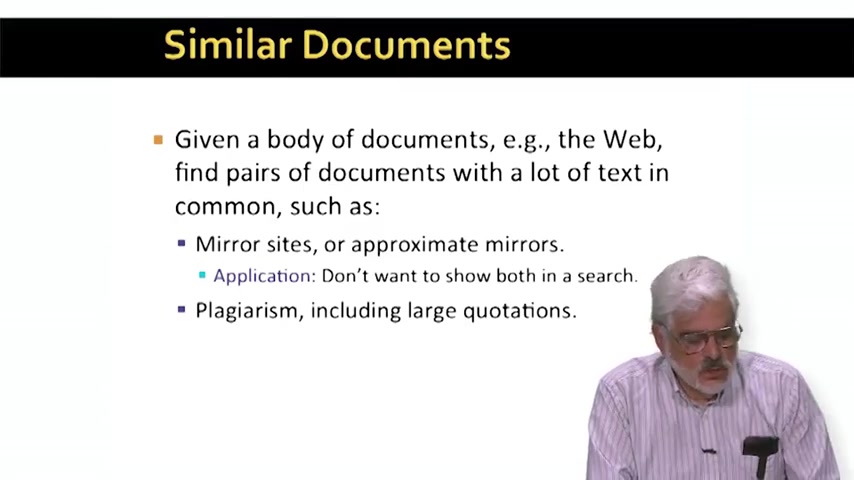 Similar Documents
Given a body of documents, e.g., the Web,
find pairs of documents with a lot of text in
common, such as:
Mirror sites, or approximate mirrors.
Application: Don't want to show both in a search.
Plagiarism, including large quotations.